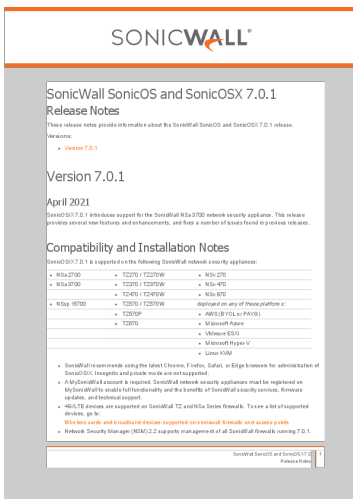 SONICWALL®
SonicWall SonicOS and SonicOSX 7.0.1
Release Notes
These release notes provide information about the SonicWall SonicOS and SonicOSX 7.0.1 release.
Versions:
• Version 7.0.1
Version 7.0.1
April 2021
SonicOS/X 7.0.1 introduces support for the SonicWall NSa 3700 network security appliance. This release
provides several new features and enhancements, and fixes a number of issues found in previous releases.
Compatibility and Installation Notes
SonicOS/X 7.0.1 is supported on the following SonicWall network security appliances:
• NSa 2700 • TZ270 / TZ270W • NSv 270
• NSa 3700 • TZ370 / TZ370W • NSv 470
• TZ470 / TZ470W • NSv 870
• NSsp 15700 • TZ570 / TZ570W deployed on any of these platforms:
• TZ570P • AWS (BYOL or PAYG)
• TZ670 • Microsoft Azure
• VMware ESXi
• Microsoft Hyper-V
• Linux KVM
• SonicWall recommends using the latest Chrome, Firefox, Safari, or Edge browsers for administration of
SonicOS/X. Incognito and private mode are not supported.
• A MySonicWall account is required. SonicWall network security appliances must be registered on
MySonicWall to enable full functionality and the benefits of SonicWall security services, firmware
updates, and technical support.
• 4G/LTE devices are supported on SonicWall TZ and NSa Series firewalls. To see a list of supported
devices, go to:
Wireless cards-and-broadband-devices-supported-on-sonicwall-firewalls-and-access-points
• Network Security Manager (NSM) 2.2 supports management of all SonicWall firewalls running 7.0.1.
SonicWall SonicOS and SonicOSX 7.0 1
Release Notes